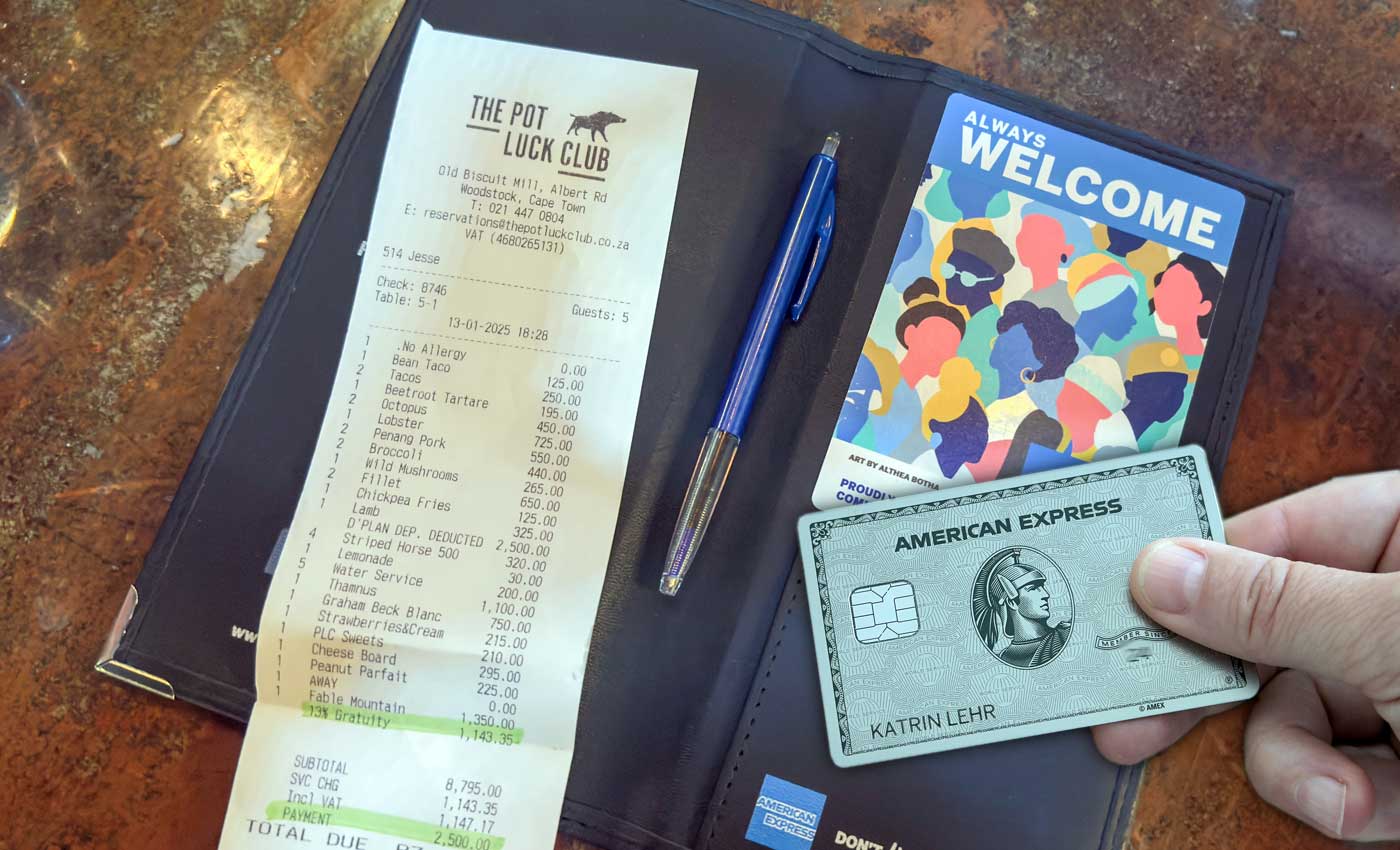 THE POT
LUCK CLUB
Old Biscuit Mill, Albert Rd
Woodstock, Cape Town
T: 021 447 0804
E: reservations@thepotluckclub.co.za
VAT (4680265131)
514 Jesse
Check: 8746
Table: 5-1 Guests: 5
13-01-2025 18:28
1 .No Allergy 0.00
1 Bean Taco 125.00
2 Tacos 250.00
1 Beetroot Tartare 195.00
2 Octopus 450.00
1 Lobster 725.00
2 Penang Pork 550.00
2 Broccoli 440.00
1 Wild Mushrooms 265.00
2 Fillet 650.00
1 Chickpea Fries 125.00
1 Lamb 325.00
D'PLAN DEP. DEDUCTED 2,500.00
4 Striped Horse 500 320.00
1 Lemonade 30.00
5 Water Service 200.00
1 Thamnus 1,100.00
1 Graham Beck Blanc 750.00
1 Strawberries&Cream 215.00
1 PLC Sweets 210.00
1 Cheese Board 295.00
1 Peanut Parfait 225.00
1 AWAY 0.00
1 Fable Mountain 1,350.00
13% Gratuity 1,143.35
SUBTOTAL 8,795.00
SVC CHG 1,143.35
Incl VAT 1,147.17
PAYMENT 2,500.00
TOTAL DUE
www
ALWAYS
WELCOME
ART BY ALTHEA BOTHA
PROUDLY
AMERICAN EXPRESS
MEMBER SINCE
KATRIN LEHR
© AMEX
AMERICAN
EXPRESS
DON'T